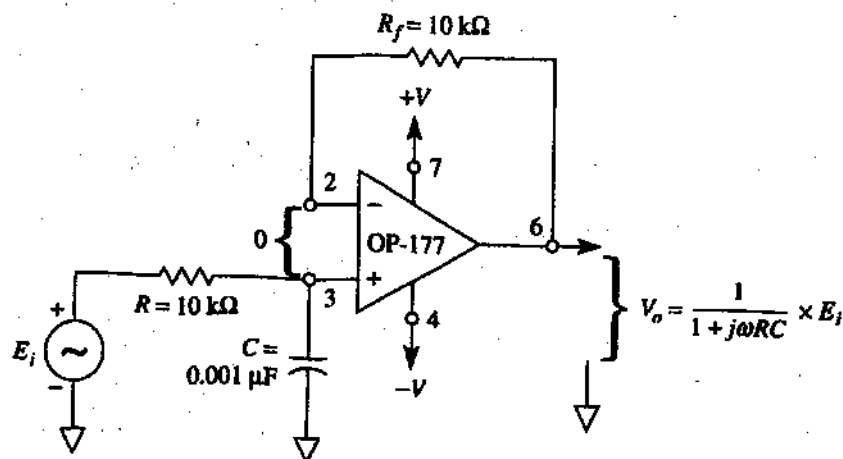 R_f = 10 kΩ
+V
7
2
−
6
0
OP-177
+
3
R = 10 kΩ
4
V_o = \frac{1}{1 + jωRC} × E_i
+
E_i
~
−
C =
0.001 µF
−V